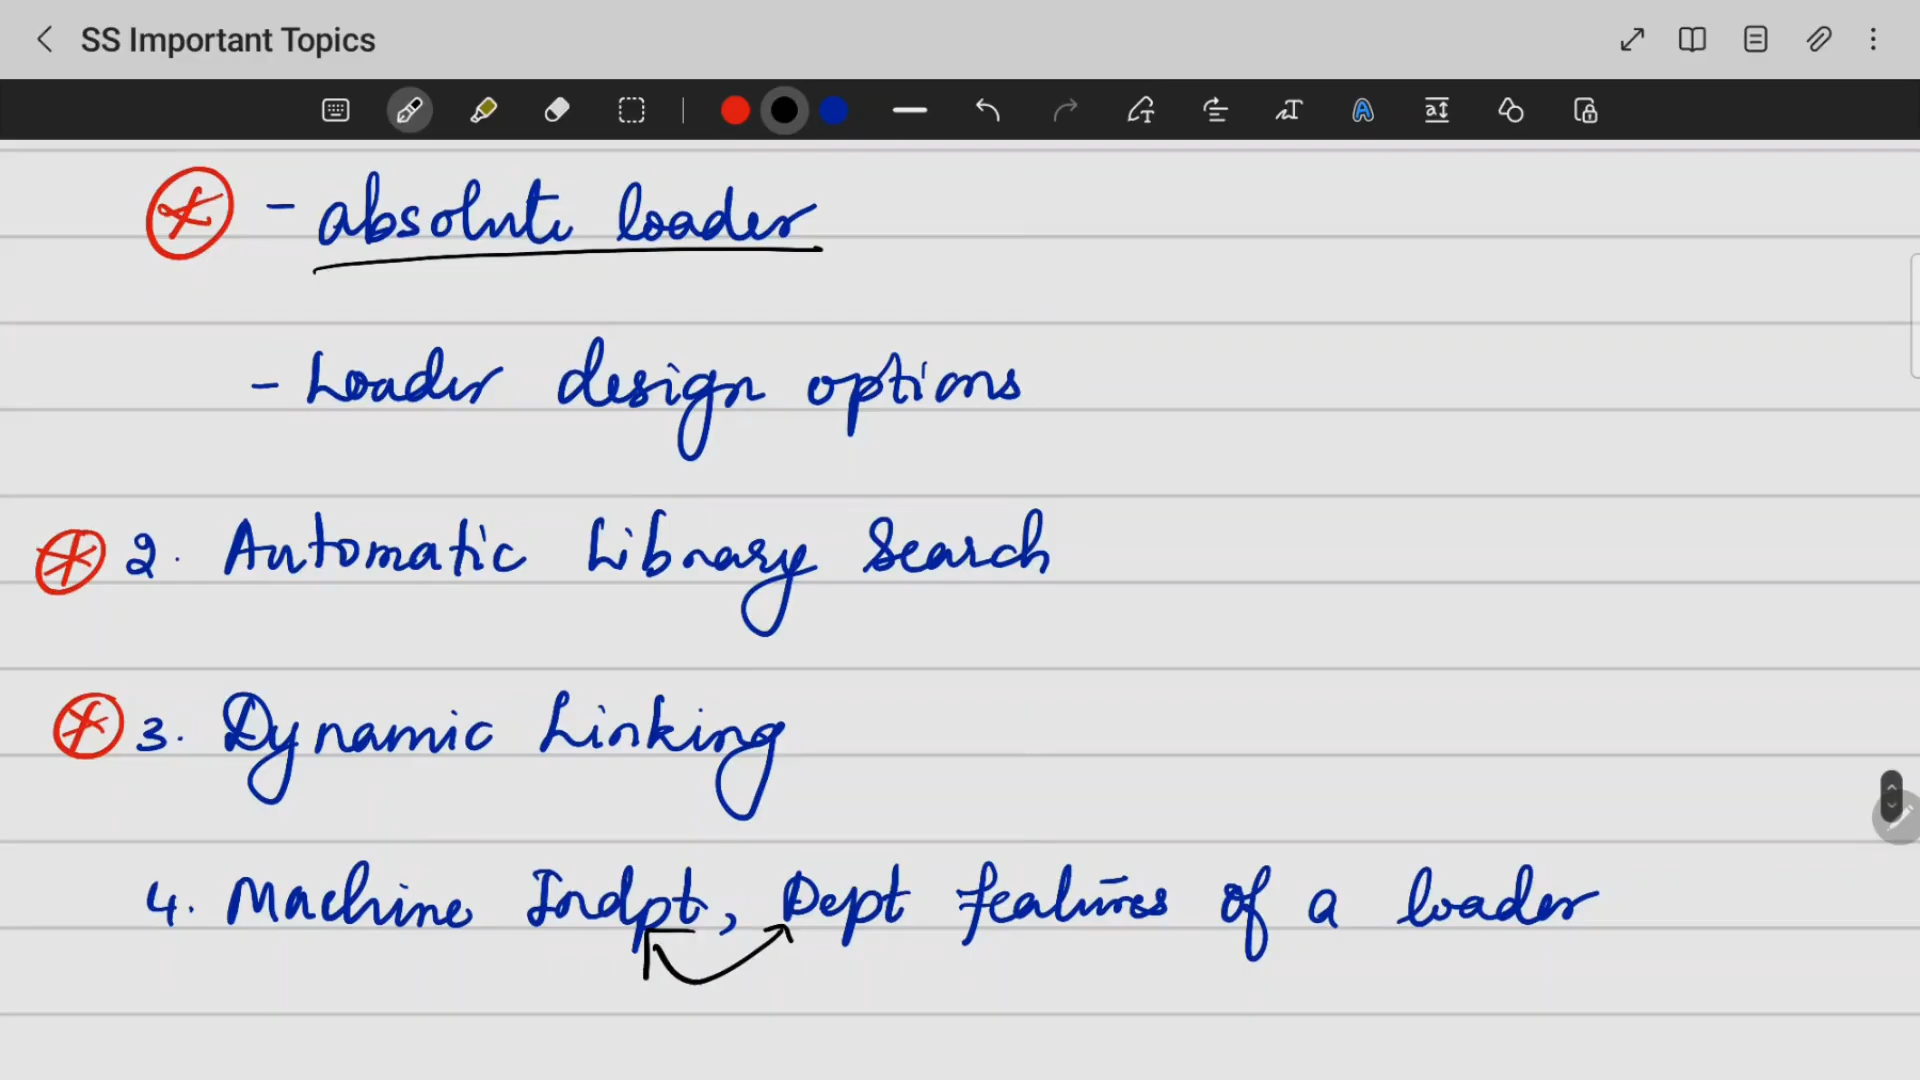 SS Important Topics
- absolute loader
- Loader design options
2. Automatic Library Search
3. Dynamic Linking
4. Machine Indpt, Dept features of a loader